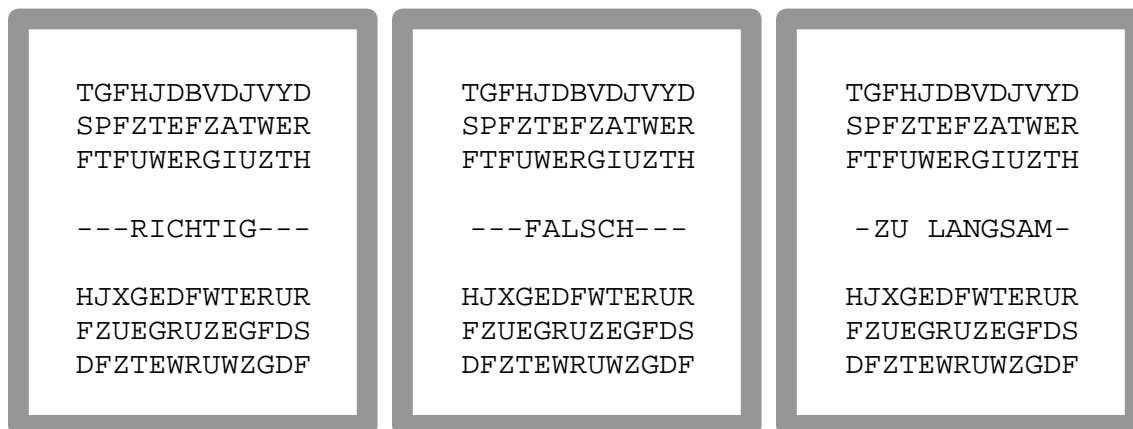 TGFHJDBVDJVYD
SPFZTEFZATWER
FTFUWERGIUZTH
---RICHTIG---
HJXGEDFWTERUR
FZUEGRUZEGFDS
DFZTEWRUWZGDF
TGFHJDBVDJVYD
SPFZTEFZATWER
FTFUWERGIUZTH
---FALSCH---
HJXGEDFWTERUR
FZUEGRUZEGFDS
DFZTEWRUWZGDF
TGFHJDBVDJVYD
SPFZTEFZATWER
FTFUWERGIUZTH
-ZU LANGSAM-
HJXGEDFWTERUR
FZUEGRUZEGFDS
DFZTEWRUWZGDF